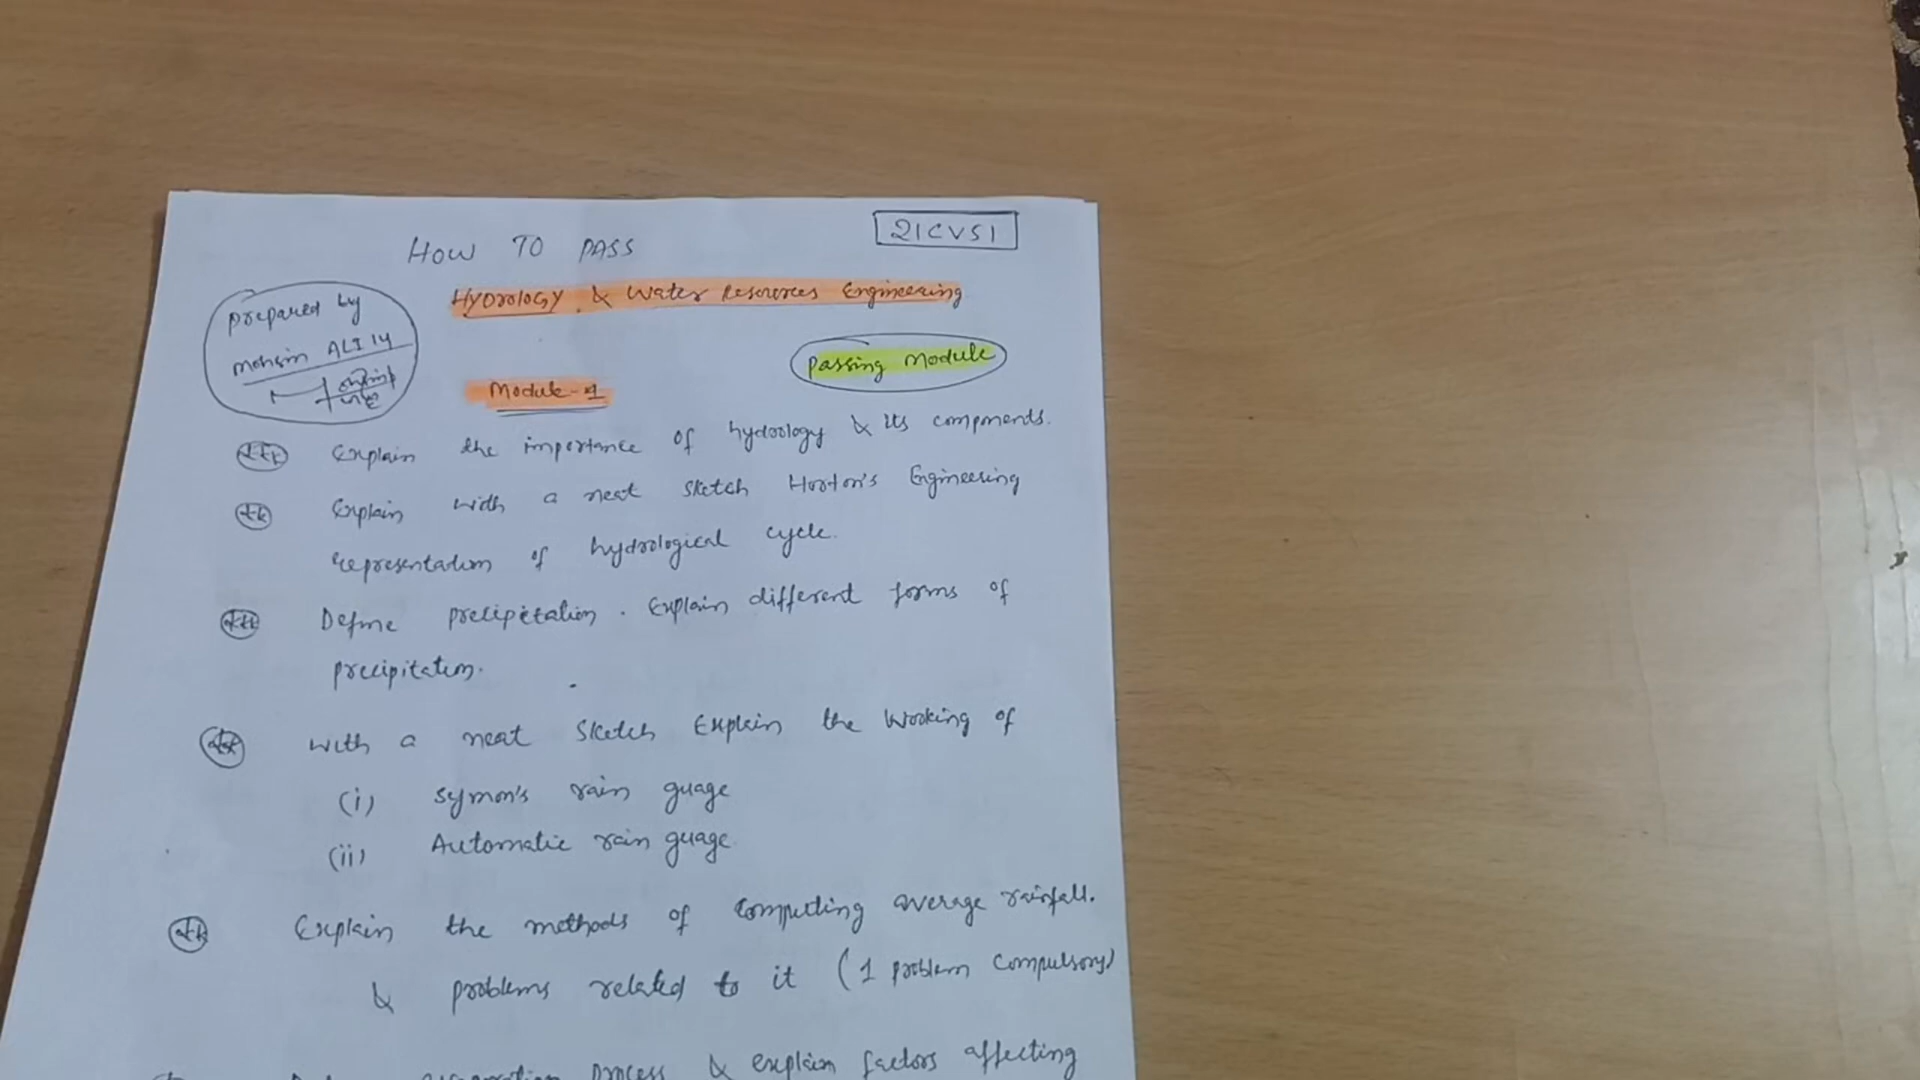 21CV51
HOW TO PASS
Hydrology & Water Resources Engineering
prepared by
mohsin ALI 14
Passing Module
Module-1
Explain the importance of hydrology & its components.
Explain with a neat sketch Horton's Engineering
representation of hydrological cycle.
Define precipitation. Explain different forms of
precipitation.
with a neat sketch Explain the working of
(i) symon's rain guage
(ii) Automatic rain guage.
Explain the methods of computing average rainfall.
& problems related to it (1 problem compulsory)
process & explain factors affecting